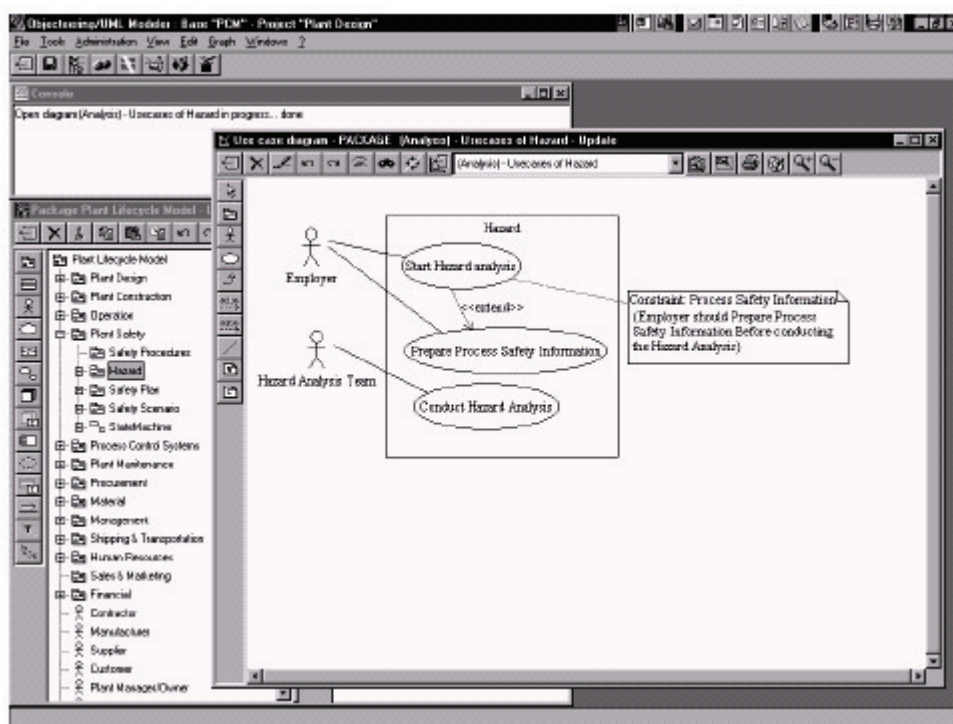 Objecteering/UML Modeler : Base "PCM" - Project "Plant Design"
File Tools Administration View Edit Graph Windows ?
Console
Open diagram (Analysis) - Usecases of Hazard in progress... done
Use case diagram - PACKAGE (Analysis) - Usecases of Hazard - Update
(Analysis) - Usecases of Hazard
Package Plant Lifecycle Model -
Plant Lifecycle Model
Plant Design
Plant Construction
Operation
Plant Safety
Safety Procedures
Hazard
Safety Plan
Safety Scenario
StateMachine
Process Control Systems
Plant Maintenance
Procurement
Material
Management
Shipping & Transportation
Human Resources
Sales & Marketing
Financial
Contractor
Manufacturer
Supplier
Customer
Plant Manager/Owner
Hazard
Employer
Start Hazard analysis
<<extend>>
Prepare Process Safety Information
Hazard Analysis Team
Conduct Hazard Analysis
Constraint: Process Safety Information
(Employer should Prepare Process
Safety Information Before conducting
the Hazard Analysis)